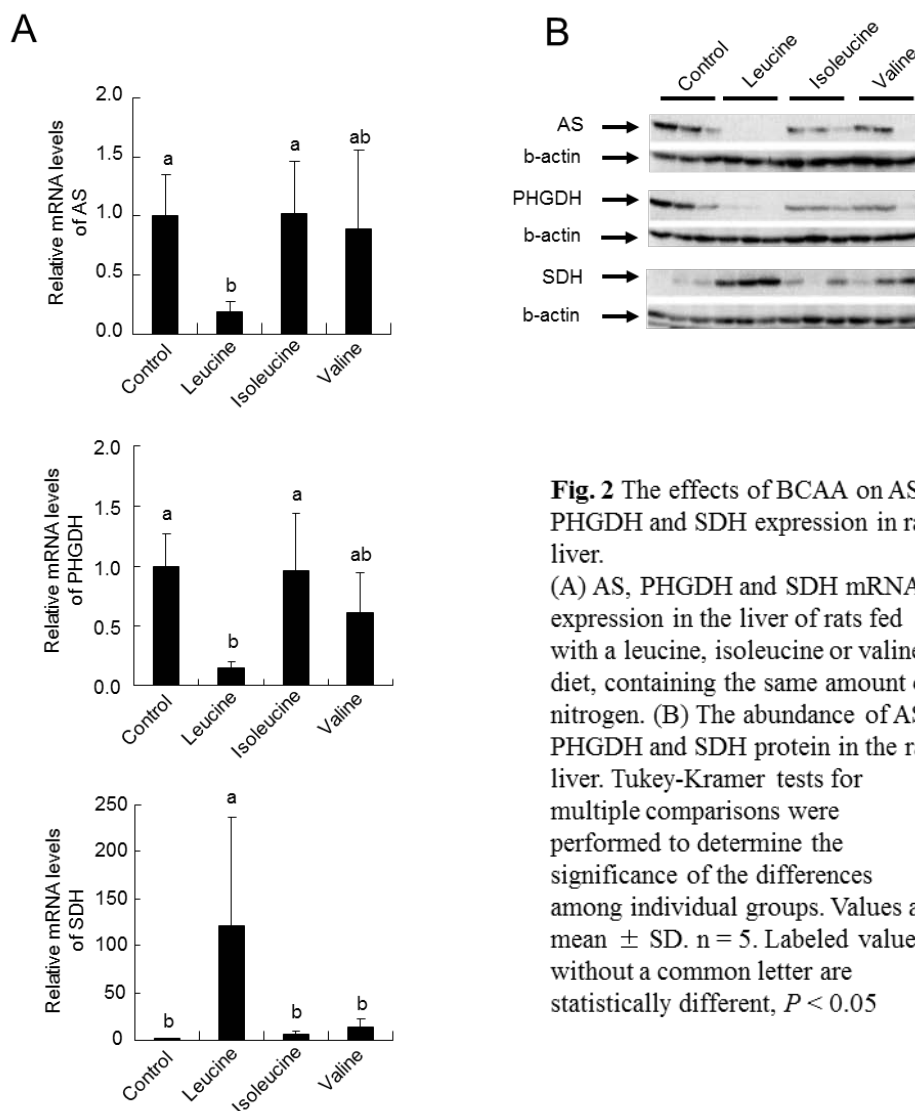 A
Relative mRNA levels
of AS
2.0
1.5
1.0
0.5
0.0
a
b
a
ab
Control
Leucine
Isoleucine
Valine
Relative mRNA levels
of PHGDH
2.0
1.5
1.0
0.5
0.0
a
b
a
ab
Control
Leucine
Isoleucine
Valine
Relative mRNA levels
of SDH
250
200
150
100
50
0
b
a
b
b
Control
Leucine
Isoleucine
Valine
B
Control
Leucine
Isoleucine
Valine
AS
b-actin
PHGDH
b-actin
SDH
b-actin
Fig. 2 The effects of BCAA on AS
PHGDH and SDH expression in
liver.
(A) AS, PHGDH and SDH mRNA
expression in the liver of rats fed
with a leucine, isoleucine or valine
diet, containing the same amount
nitrogen. (B) The abundance of AS
PHGDH and SDH protein in the
liver. Tukey-Kramer tests for
multiple comparisons were
performed to determine the
significance of the differences
among individual groups. Values
mean ± SD. n = 5. Labeled value
without a common letter are
statistically different, P < 0.05